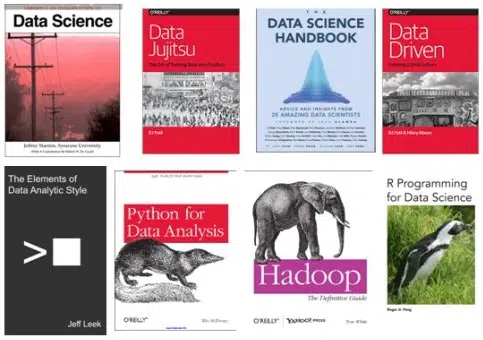 Data Science
Jeffrey Stanton, Syracuse University
O'REILLY®
Data
Jujitsu
The Art of Turning Data into Product
DJ Patil
THE
DATA SCIENCE
HANDBOOK
ADVICE AND INSIGHTS FROM
25 AMAZING DATA SCIENTISTS
O'REILLY®
Data
Driven
Creating a Data Culture
DJ Patil & Hilary Mason
The Elements of
Data Analytic Style
>
Jeff Leek
Python for
Data Analysis
O'REILLY®
Wes McKinney
Hadoop
The Definitive Guide
O'REILLY®
YAHOO! PRESS
Tom White
R Programming
for Data Science
Roger D. Peng